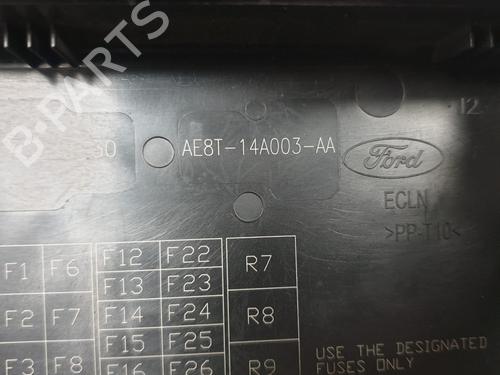 B-PARTS
60
AE8T-14A003-AA
Ford
12
ECLN
>PP-T10<
F1 F6 F12 F22 R7
F13 F23
F2 F7 F14 F24 R8
F15 F25
F3 F8 F16 F26 R9
USE THE DESIGNATED
FUSES ONLY